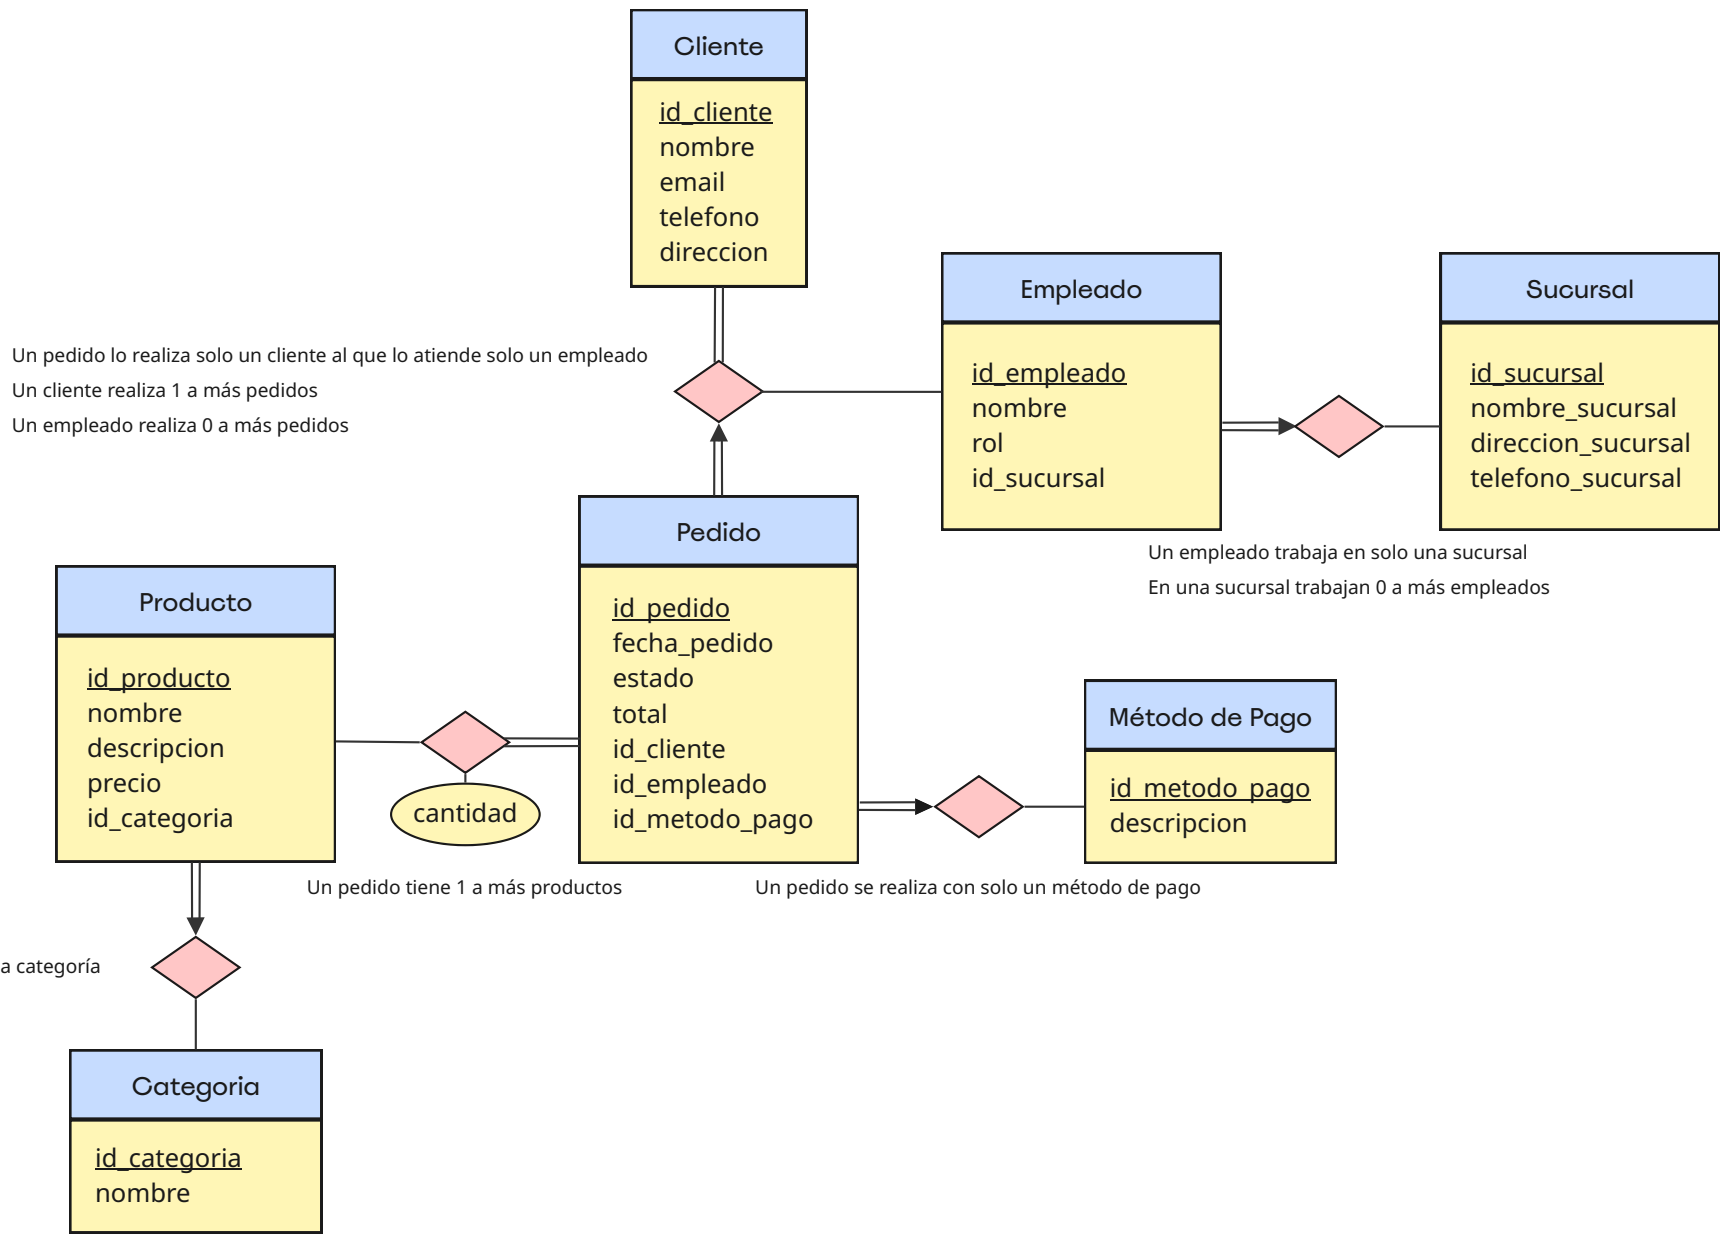 Cliente
id_cliente
nombre
email
telefono
direccion
Empleado
id_empleado
nombre
rol
id_sucursal
Sucursal
id_sucursal
nombre_sucursal
direccion_sucursal
telefono_sucursal
Un pedido lo realiza solo un cliente al que lo atiende solo un empleado
Un cliente realiza 1 a más pedidos
Un empleado realiza 0 a más pedidos
Un empleado trabaja en solo una sucursal
En una sucursal trabajan 0 a más empleados
Pedido
id_pedido
fecha_pedido
estado
total
id_cliente
id_empleado
id_metodo_pago
Producto
id_producto
nombre
descripcion
precio
id_categoria
cantidad
Método de Pago
id_metodo_pago
descripcion
Un pedido tiene 1 a más productos
Un pedido se realiza con solo un método de pago
a categoría
Categoria
id_categoria
nombre